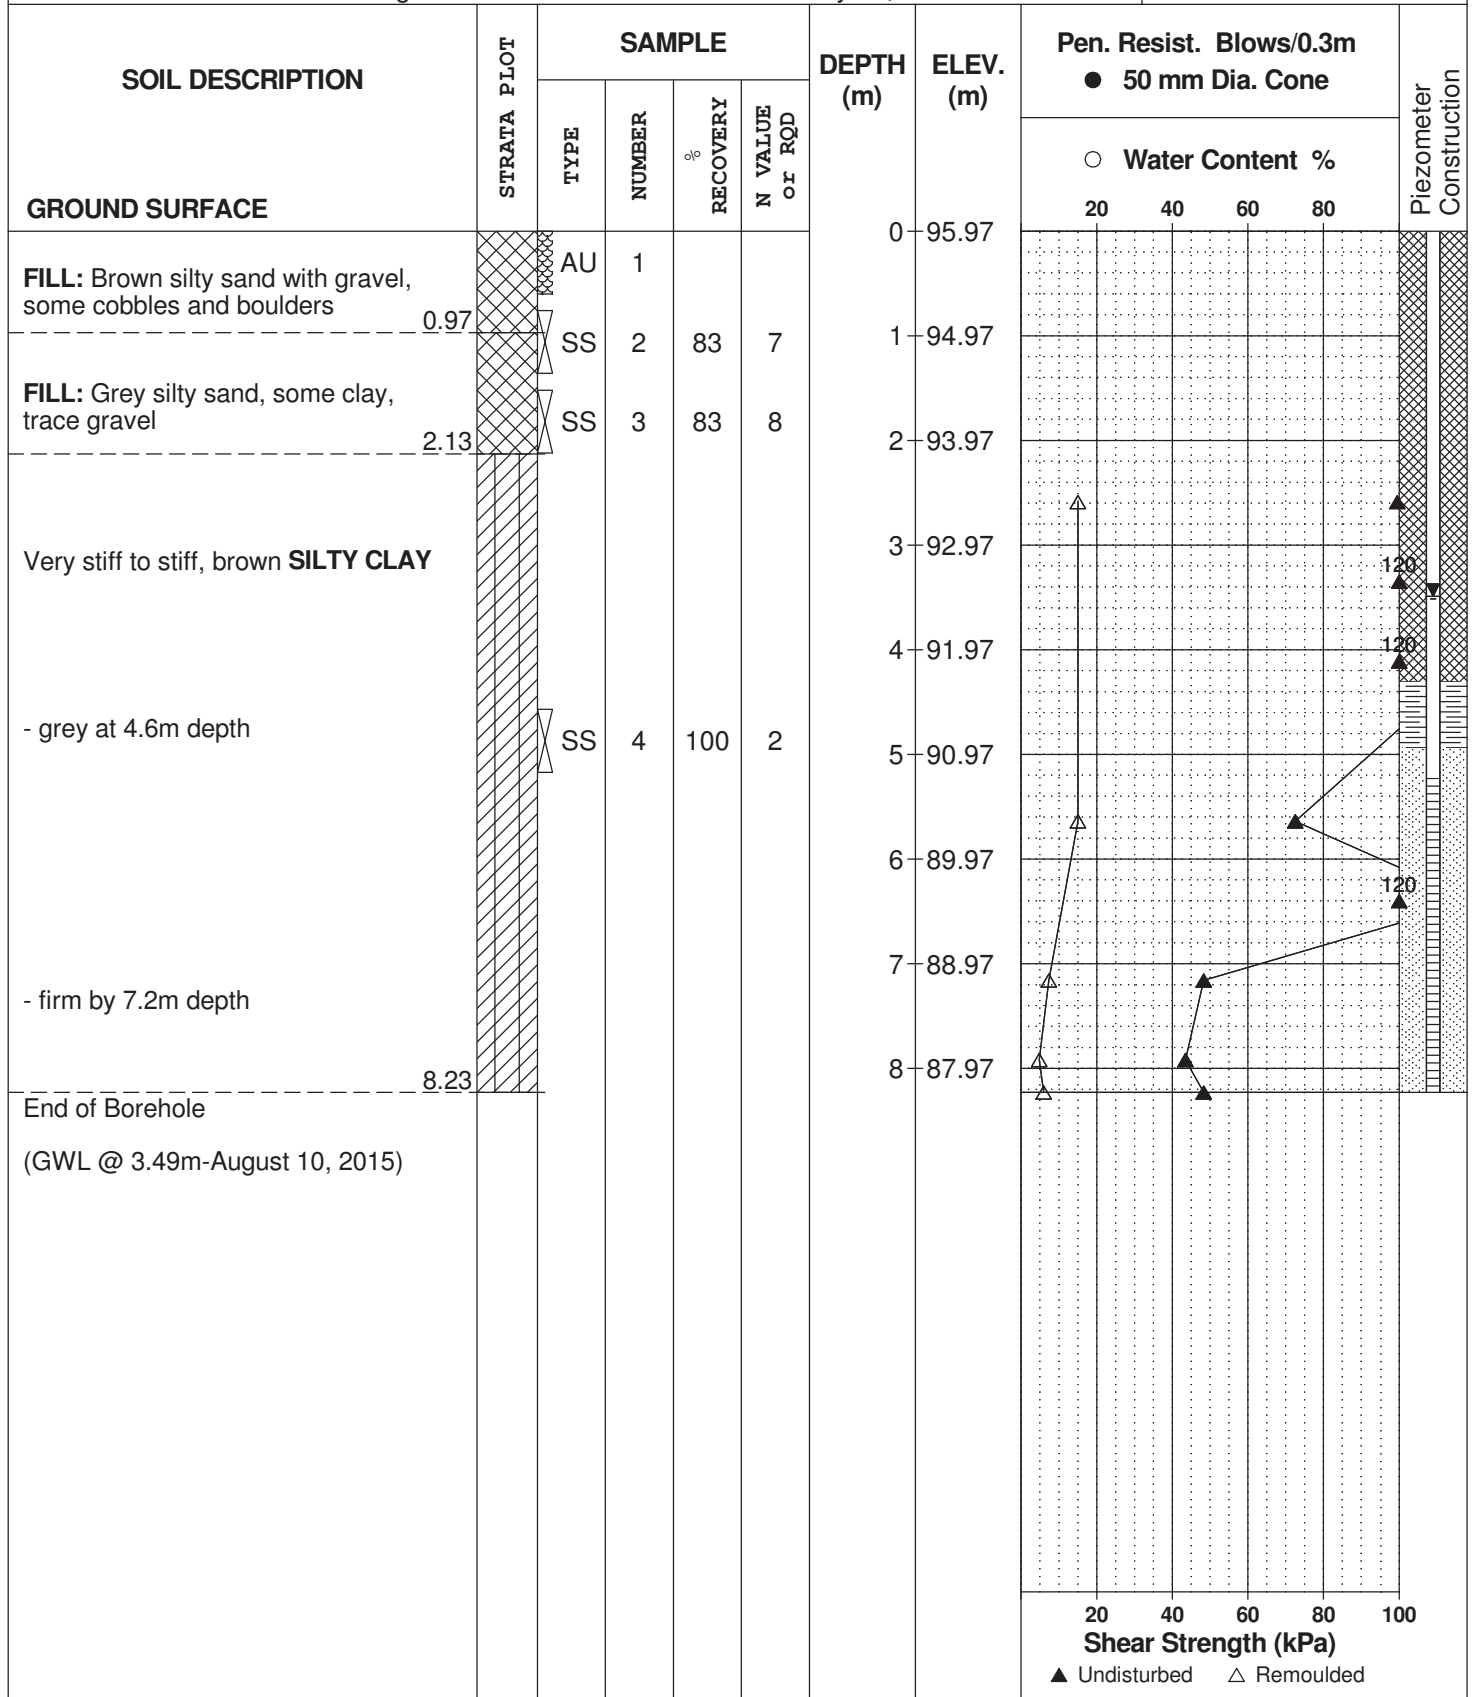 SOIL DESCRIPTION
GROUND SURFACE
STRATA PLOT
SAMPLE
TYPE
NUMBER
%
RECOVERY
N VALUE
or RQD
DEPTH
(m)
ELEV.
(m)
Pen. Resist. Blows/0.3m
● 50 mm Dia. Cone
○ Water Content %
20 40 60 80
Piezometer
Construction
0 95.97
FILL: Brown silty sand with gravel,
some cobbles and boulders
0.97
AU 1
SS 2 83 7
1 94.97
FILL: Grey silty sand, some clay,
trace gravel
2.13
SS 3 83 8
2 93.97
3 92.97
Very stiff to stiff, brown SILTY CLAY
120
120
4 91.97
- grey at 4.6m depth
SS 4 100 2
5 90.97
6 89.97
120
7 88.97
- firm by 7.2m depth
8 87.97
8.23
End of Borehole
(GWL @ 3.49m-August 10, 2015)
20 40 60 80 100
Shear Strength (kPa)
▲ Undisturbed △ Remoulded